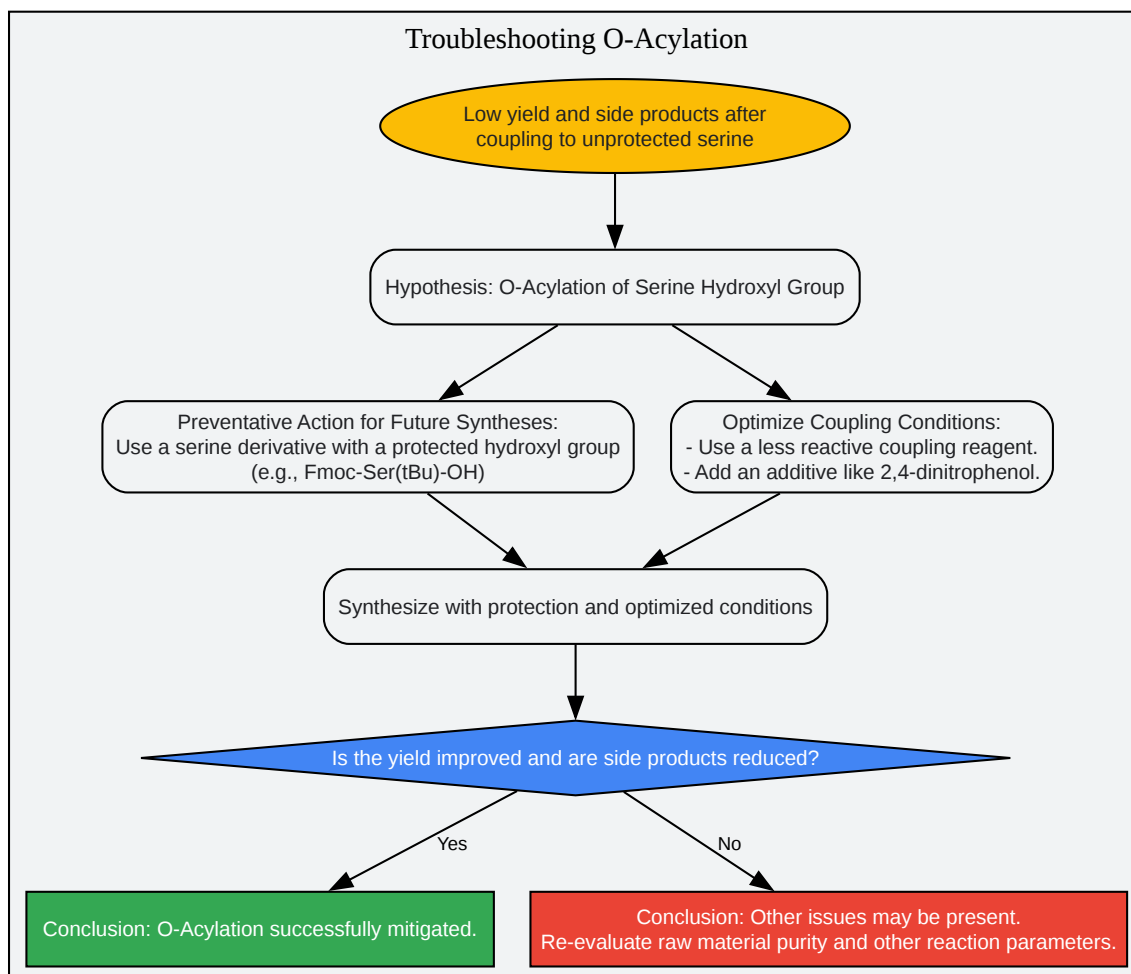 Troubleshooting O-Acylation
Low yield and side products after
coupling to unprotected serine
Hypothesis: O-Acylation of Serine Hydroxyl Group
Preventative Action for Future Syntheses:
Use a serine derivative with a protected hydroxyl group
(e.g., Fmoc-Ser(tBu)-OH)
Optimize Coupling Conditions:
- Use a less reactive coupling reagent.
- Add an additive like 2,4-dinitrophenol.
Synthesize with protection and optimized conditions
Is the yield improved and are side products reduced?
Yes
No
Conclusion: O-Acylation successfully mitigated.
Conclusion: Other issues may be present.
Re-evaluate raw material purity and other reaction parameters.